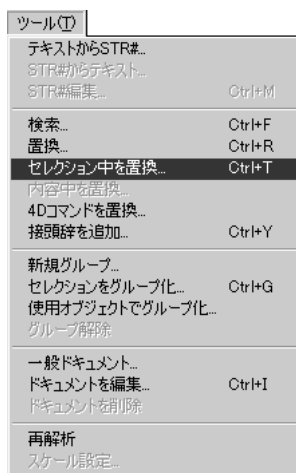 ツール(T)
テキストからSTR#...
STR#からテキスト...
STR#編集... Ctrl+M
検索... Ctrl+F
置換... Ctrl+R
セレクション中を置換... Ctrl+T
内容中を置換...
4Dコマンドを置換...
接頭辞を追加... Ctrl+Y
新規グループ...
セレクションをグループ化... Ctrl+G
使用オブジェクトでグループ化...
グループ解除
一般ドキュメント...
ドキュメントを編集... Ctrl+I
ドキュメントを削除
再解析
スケール設定...